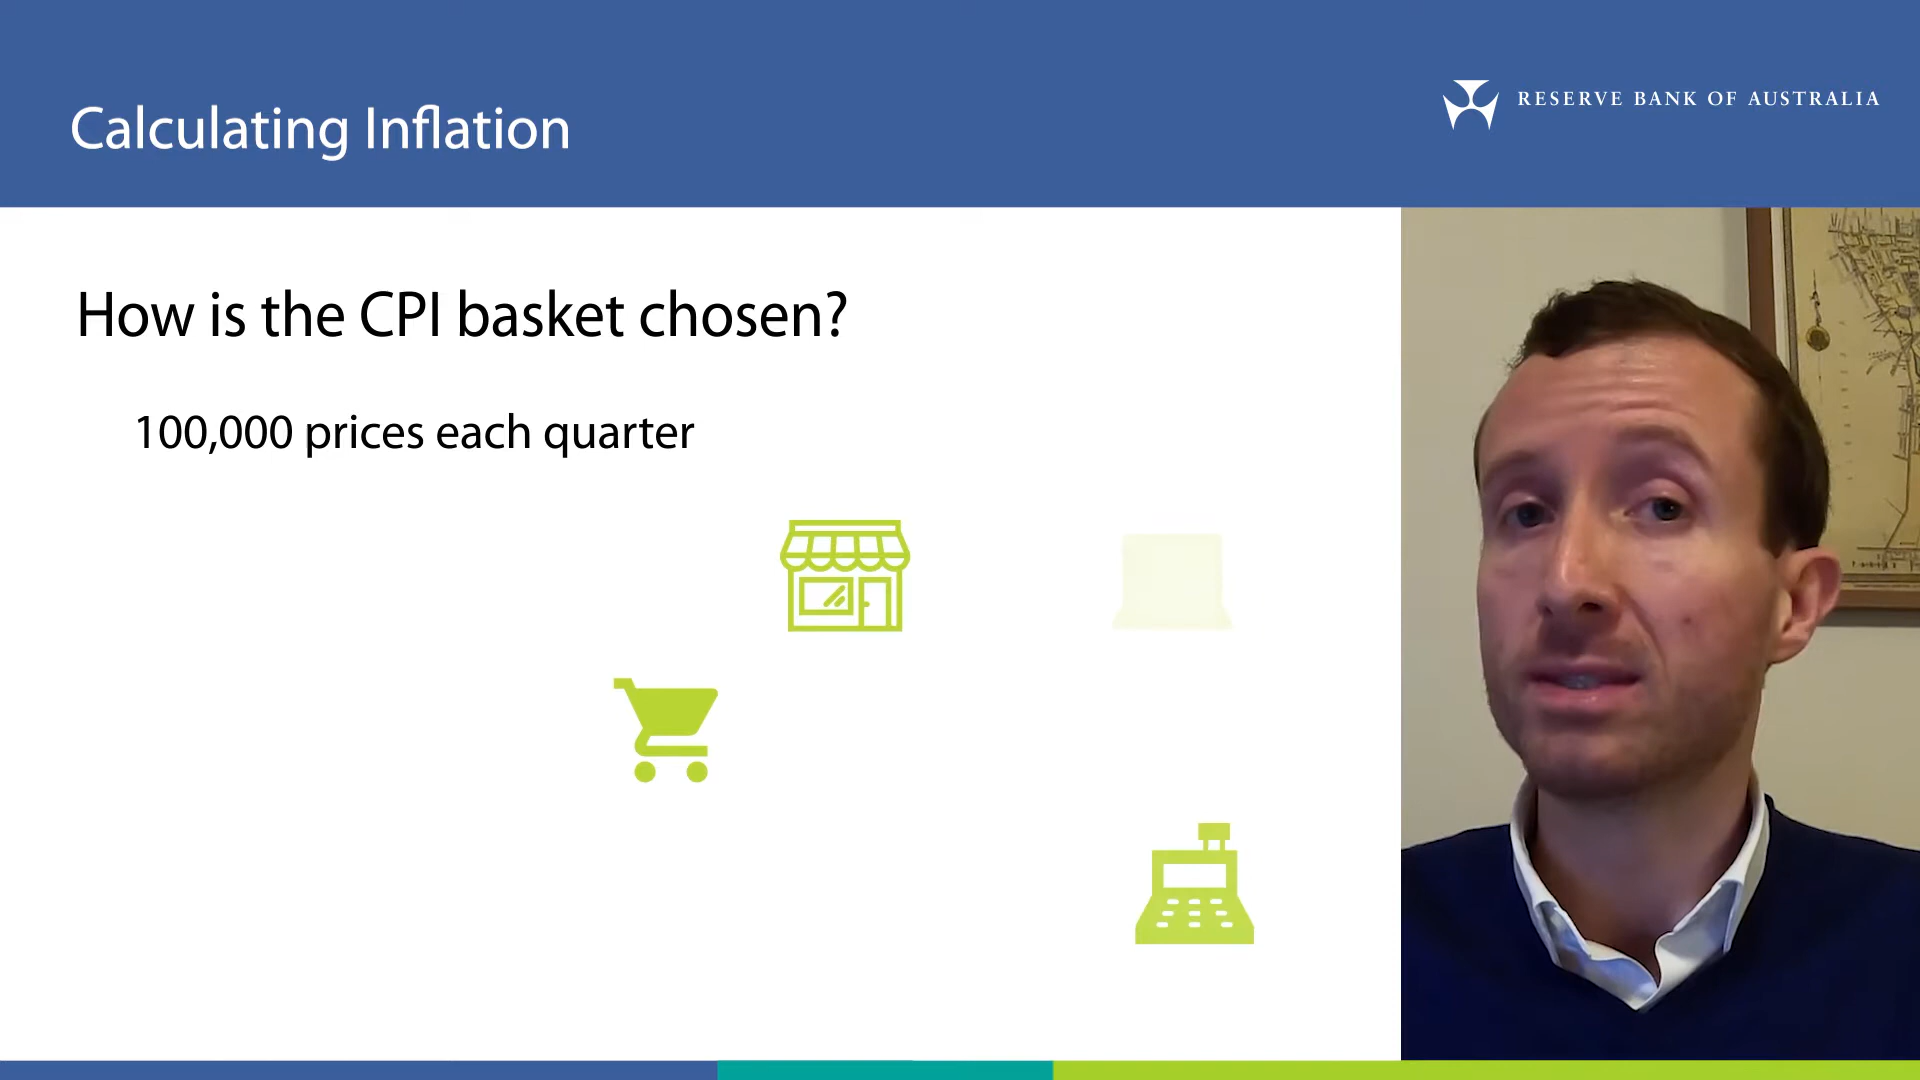 Calculating Inflation
RESERVE BANK OF AUSTRALIA
How is the CPI basket chosen?
100,000 prices each quarter